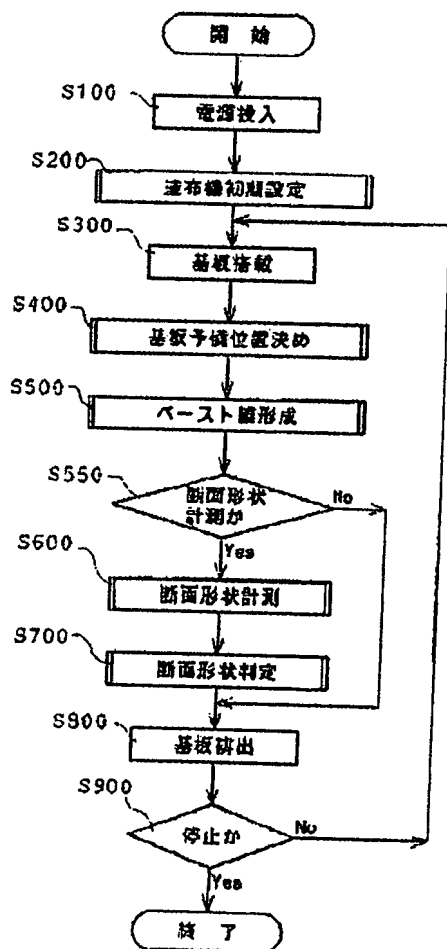 開 始
S100
電源投入
S200
塗布機初期設定
S300
基板搭載
S400
基板予備位置決め
S500
ペースト膜形成
S550
断面形状
計測か
No
Yes
S600
断面形状計測
S700
断面形状判定
S800
基板排出
S900
停止か
No
Yes
終 了